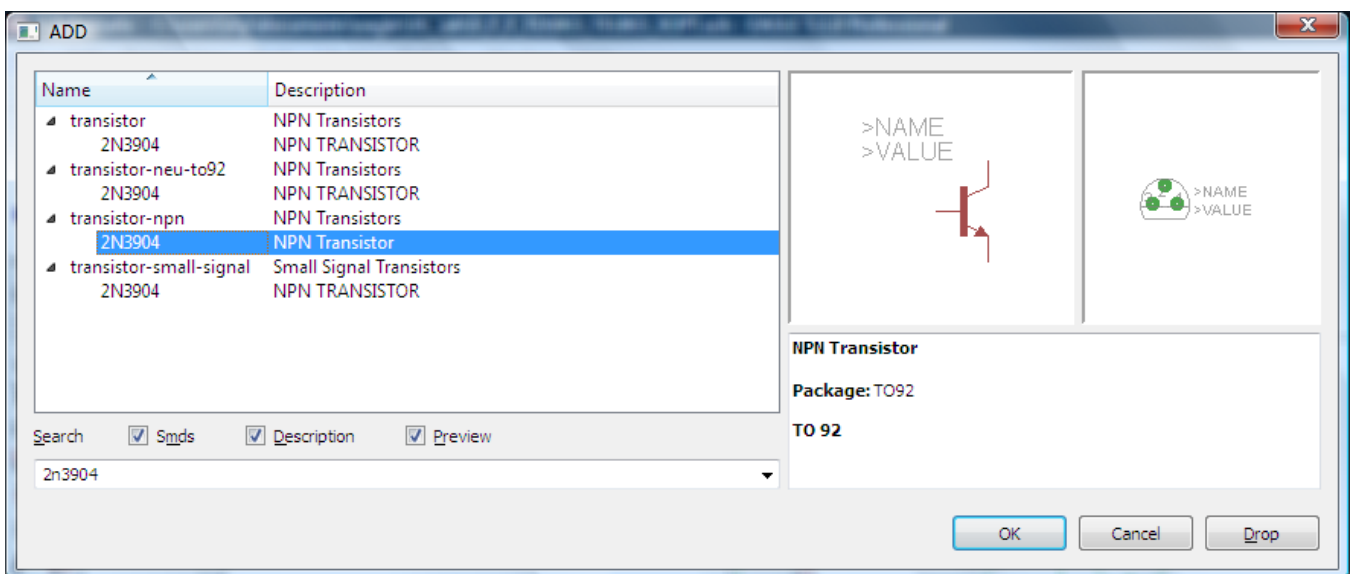 ADD
Name Description
transistor NPN Transistors
2N3904 NPN TRANSISTOR
transistor-neu-to92 NPN Transistors
2N3904 NPN TRANSISTOR
transistor-npn NPN Transistors
2N3904 NPN Transistor
transistor-small-signal Small Signal Transistors
2N3904 NPN TRANSISTOR
Search Smds Description Preview
2n3904
>NAME
>VALUE
>NAME
>VALUE
NPN Transistor
Package: TO92
TO 92
OK Cancel Drop